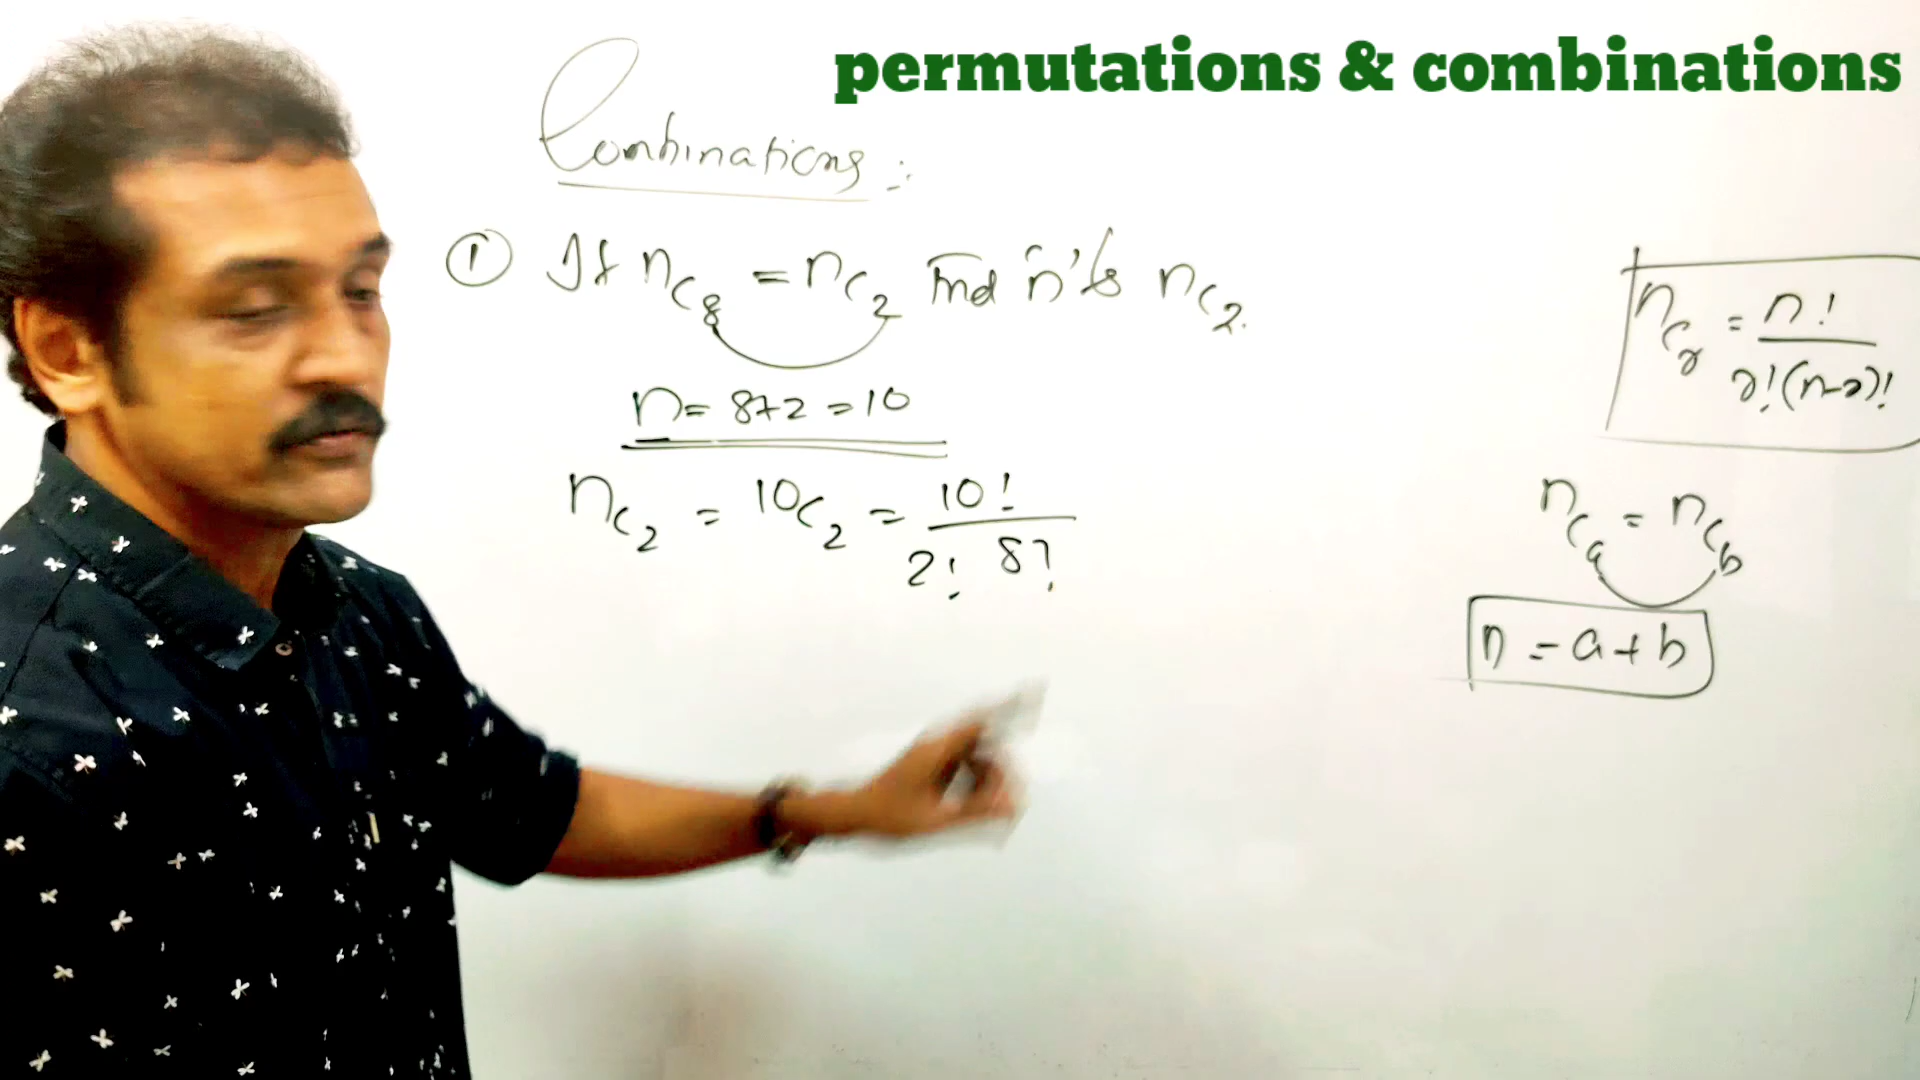 permutations & combinations
Combinations :
① If nC8 = nC2 Find 'n' & nC2.
n = 8+2 = 10
nC2 = 10C2 = 10! / 2! 8!
nCr = n! / r!(n-r)!
nCa = nCb
n = a+b